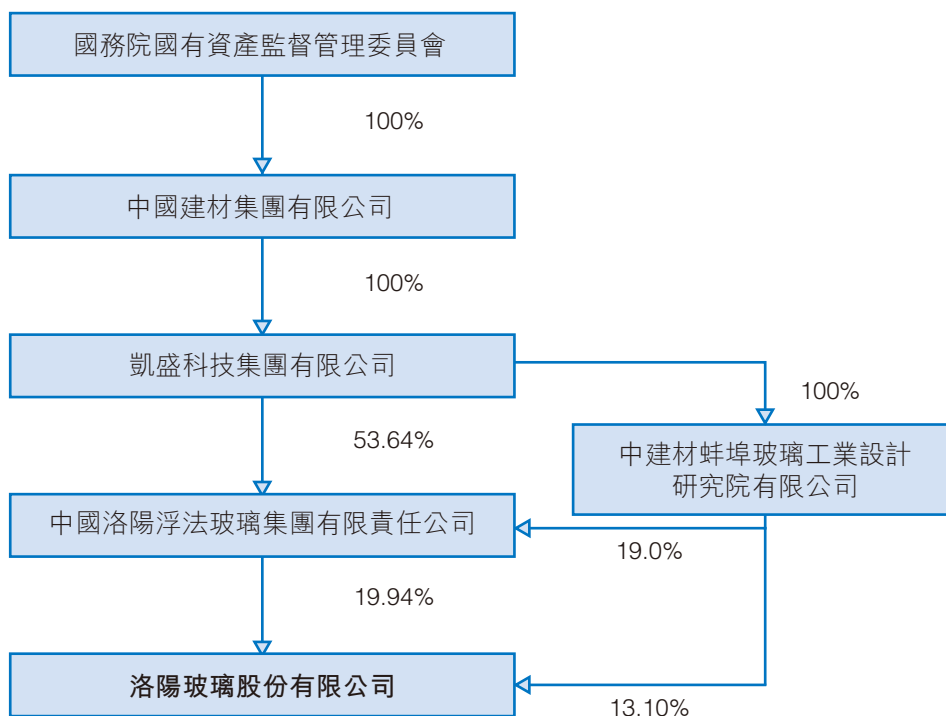 國務院國有資產監督管理委員會
100%
中國建材集團有限公司
100%
凱盛科技集團有限公司
100%
53.64%
中建材蚌埠玻璃工業設計
研究院有限公司
中國洛陽浮法玻璃集團有限責任公司
19.0%
19.94%
洛陽玻璃股份有限公司
13.10%